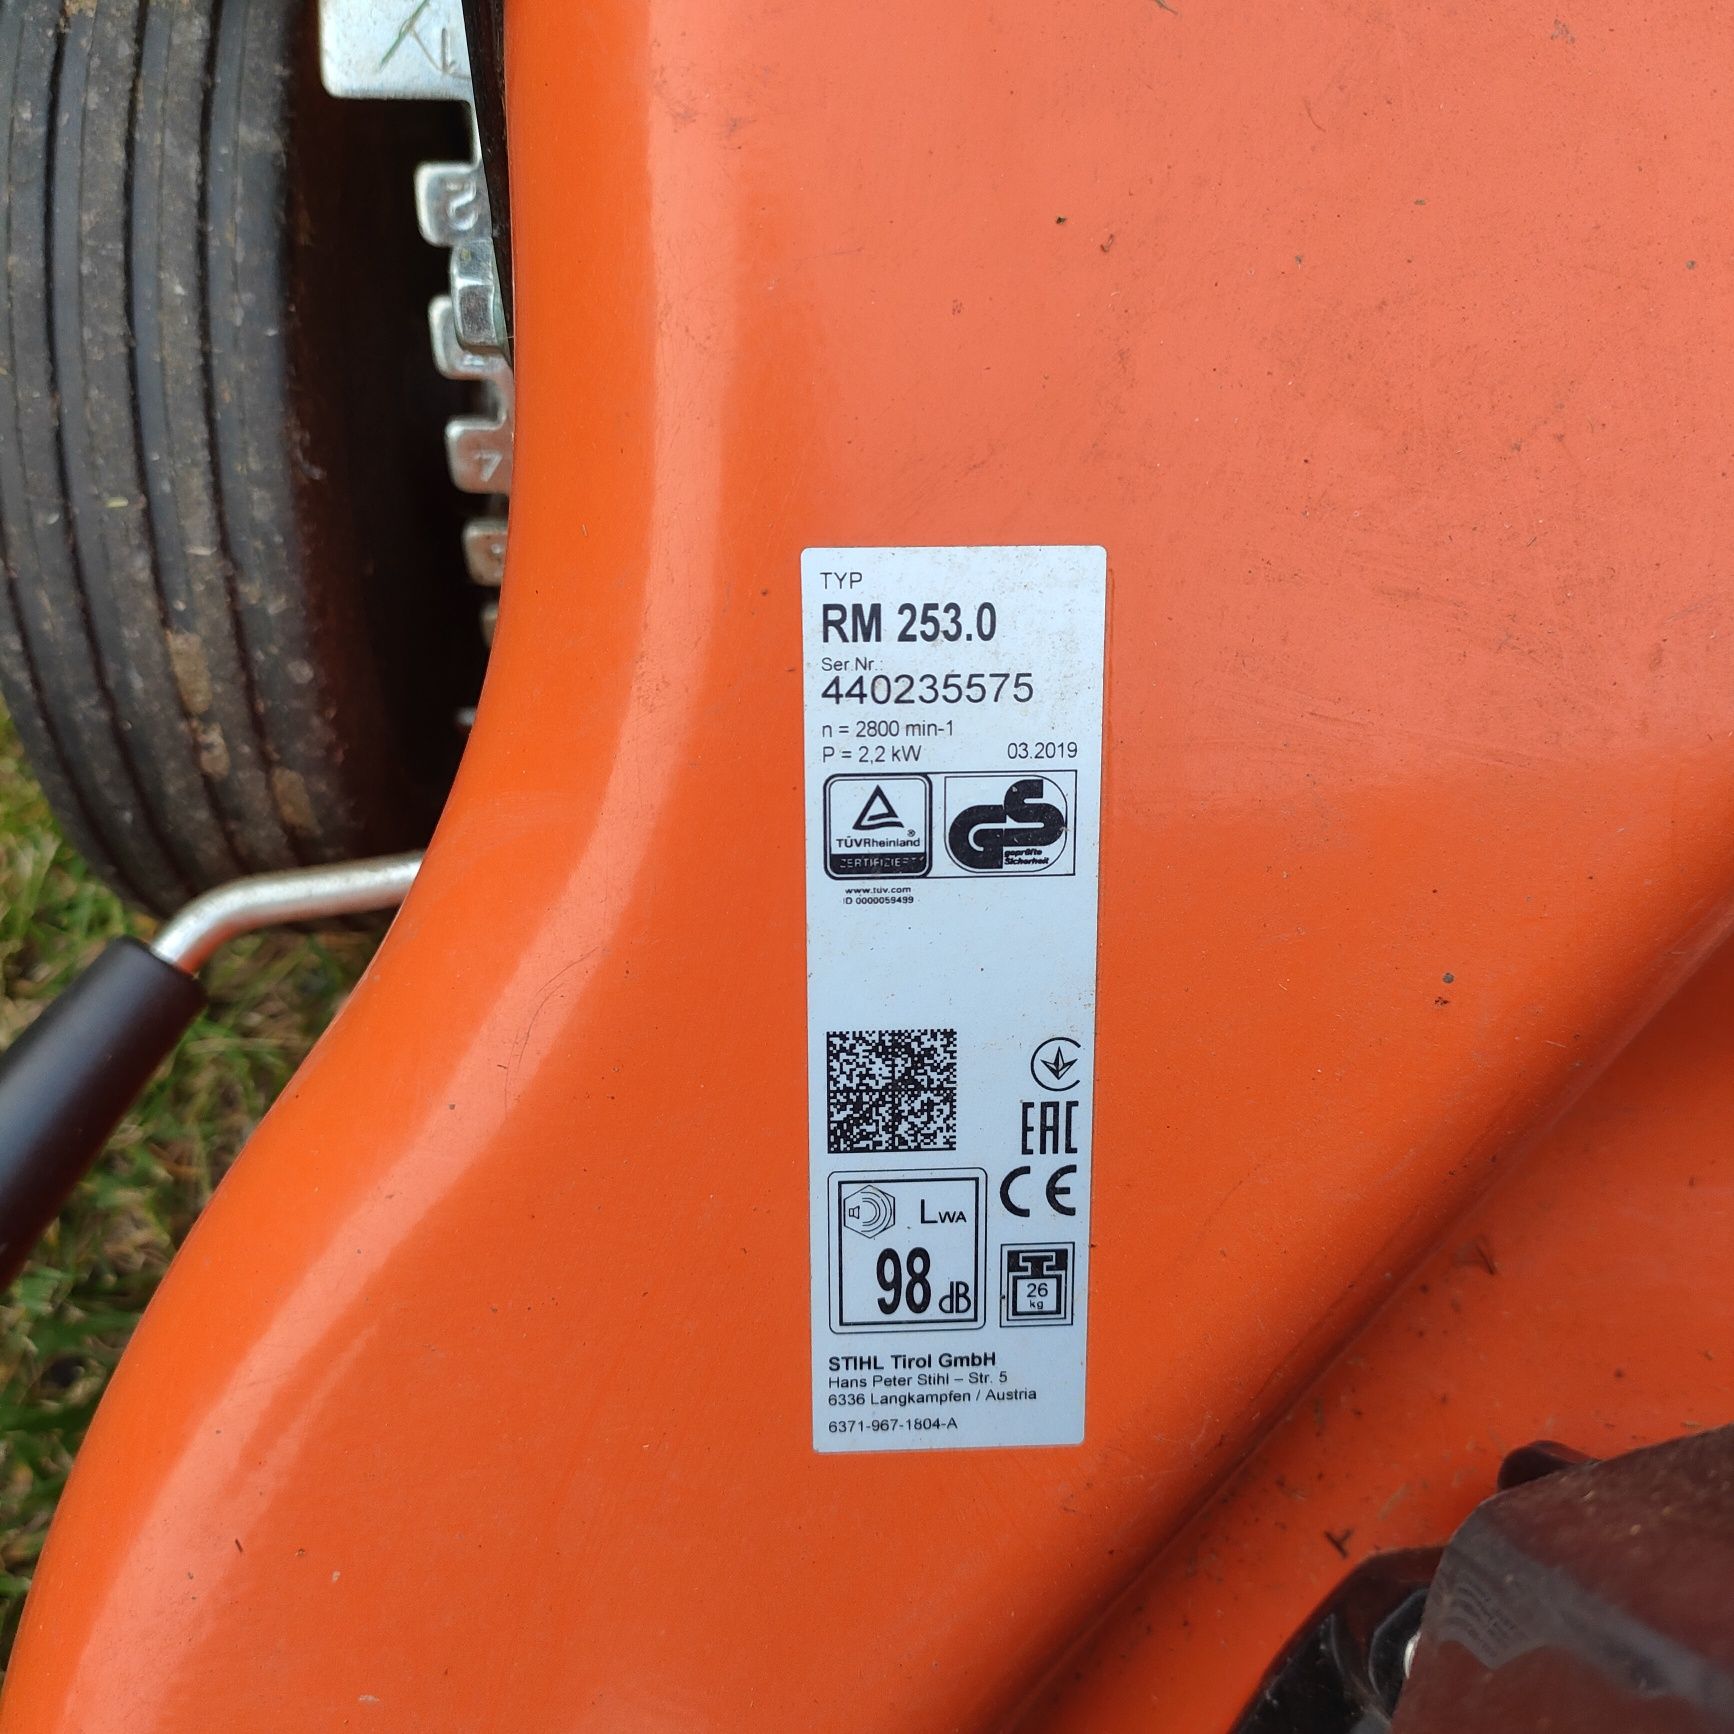 5
7
TYP
RM 253.0
Ser.Nr.:
440235575
n = 2800 min-1
P = 2,2 kW 03.2019
TÜVRheinland®
ZERTIFIZIERT
GS
geprüfte
Sicherheit
www.tuv.com
ID 0000059499
EAC
CE
LWA
98 dB
26
kg
STIHL Tirol GmbH
Hans Peter Stihl – Str. 5
6336 Langkampfen / Austria
6371-967-1804-A